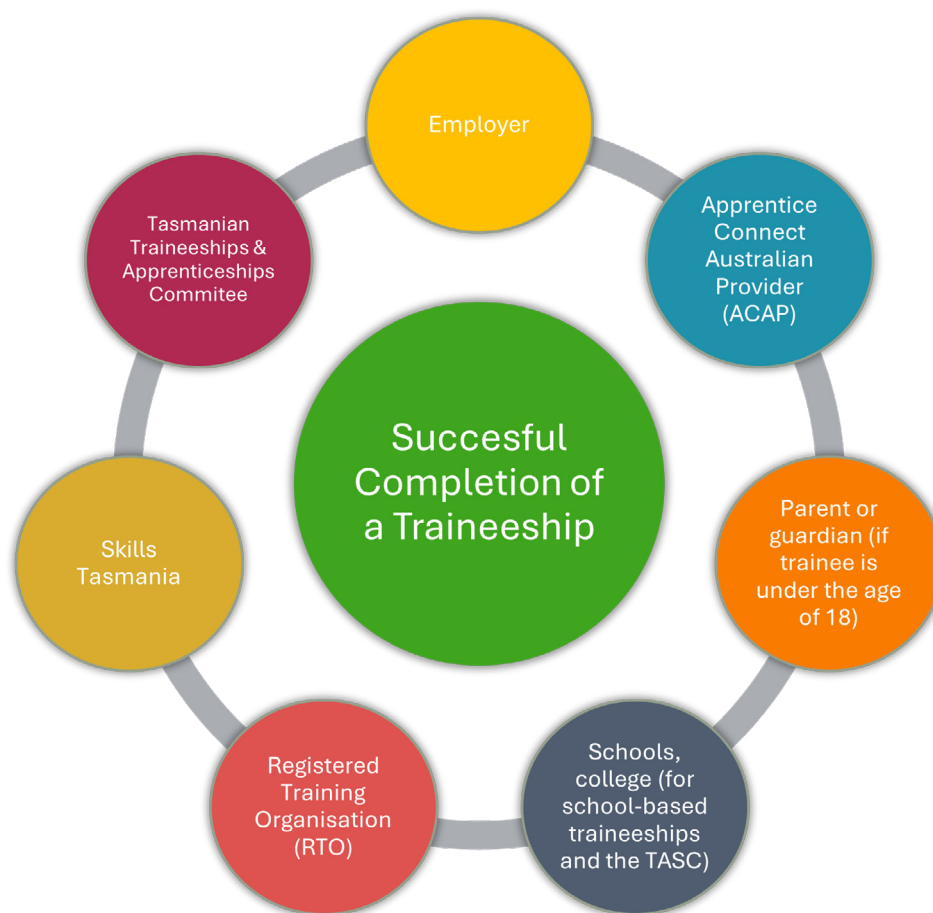 Employer
Apprentice
Connect
Australian
Provider
(ACAP)
Parent or
guardian (if
trainee is
under the age
of 18)
Schools,
college (for
school-based
traineeships
and the TASC)
Registered
Training
Organisation
(RTO)
Skills
Tasmania
Tasmanian
Traineeships &
Apprenticeships
Commitee
Succesful
Completion of
a Traineeship